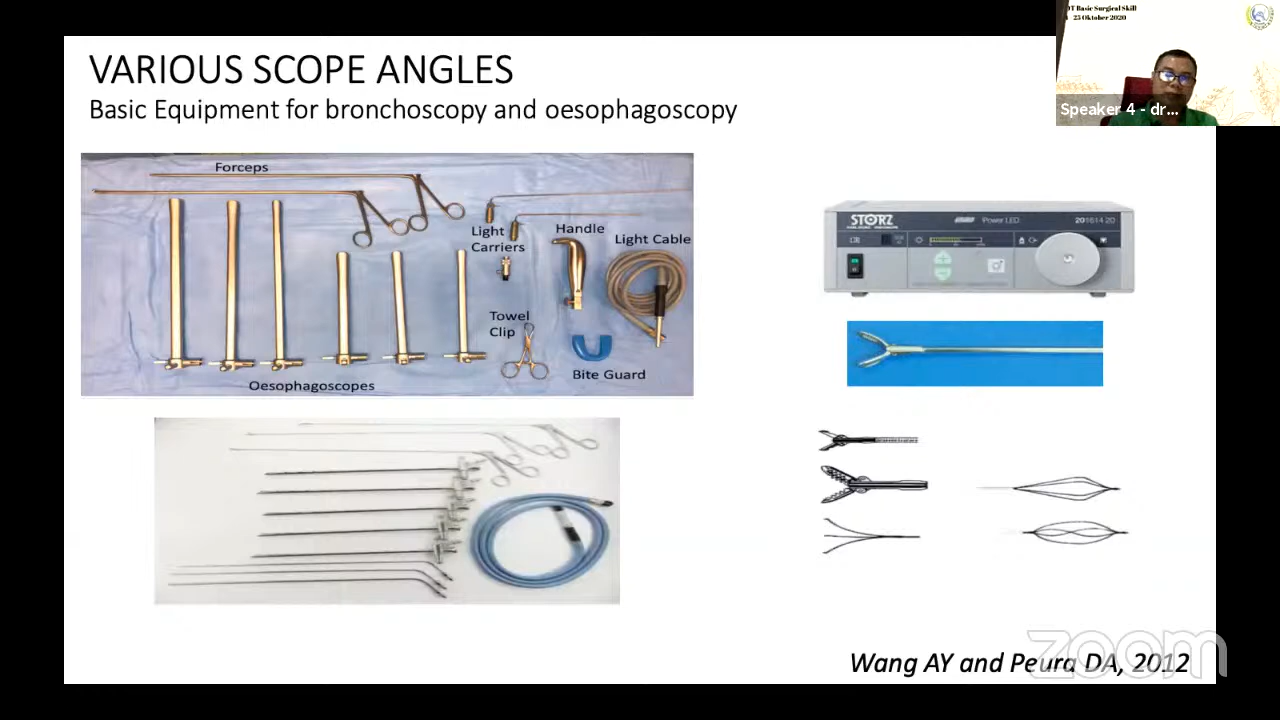 VARIOUS SCOPE ANGLES
Basic Equipment for bronchoscopy and oesophagoscopy
Basic Surgical Skill
25 Oktober 2020
Speaker 4 - dr...
Forceps
Light
Carriers
Handle
Light Cable
Towel
Clip
Bite Guard
Oesophagoscopes
STORZ
Power LED
201614 20
Wang AY and Peura DA, 2012
zoom